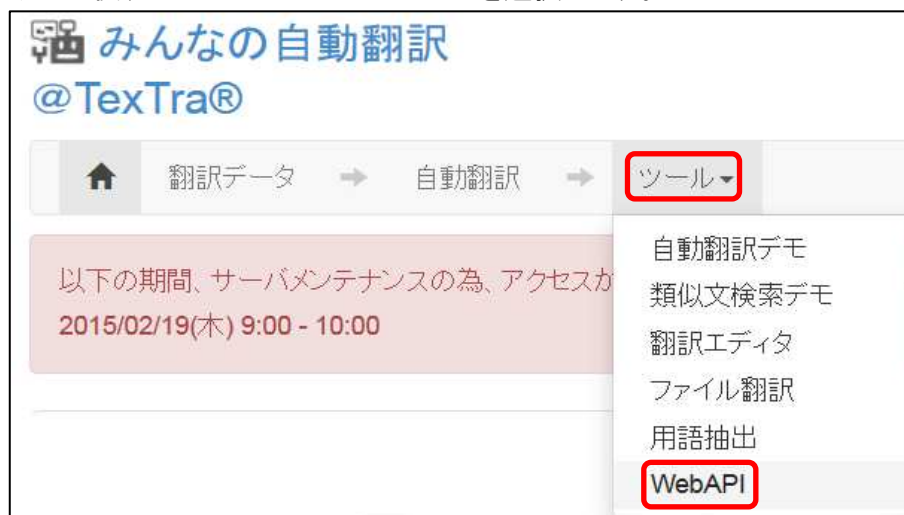 みんなの自動翻訳
@TexTra®
翻訳データ ➔ 自動翻訳 ➔ ツール▾
以下の期間、サーバメンテナンスの為、アクセスが
2015/02/19(木) 9:00 - 10:00
自動翻訳デモ
類似文検索デモ
翻訳エディタ
ファイル翻訳
用語抽出
WebAPI